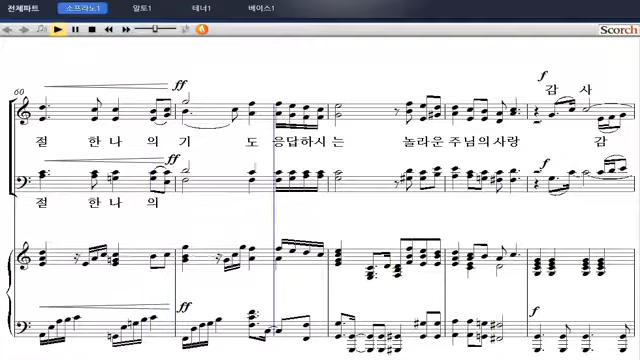 전체파트 소프라노1 알토1 테너1 베이스1
Scorch
60 ff f 감 사
절 한 나 의 기 도 응답하시 는 놀라운 주님의사랑 감
ff f
절 한 나 의
ff f